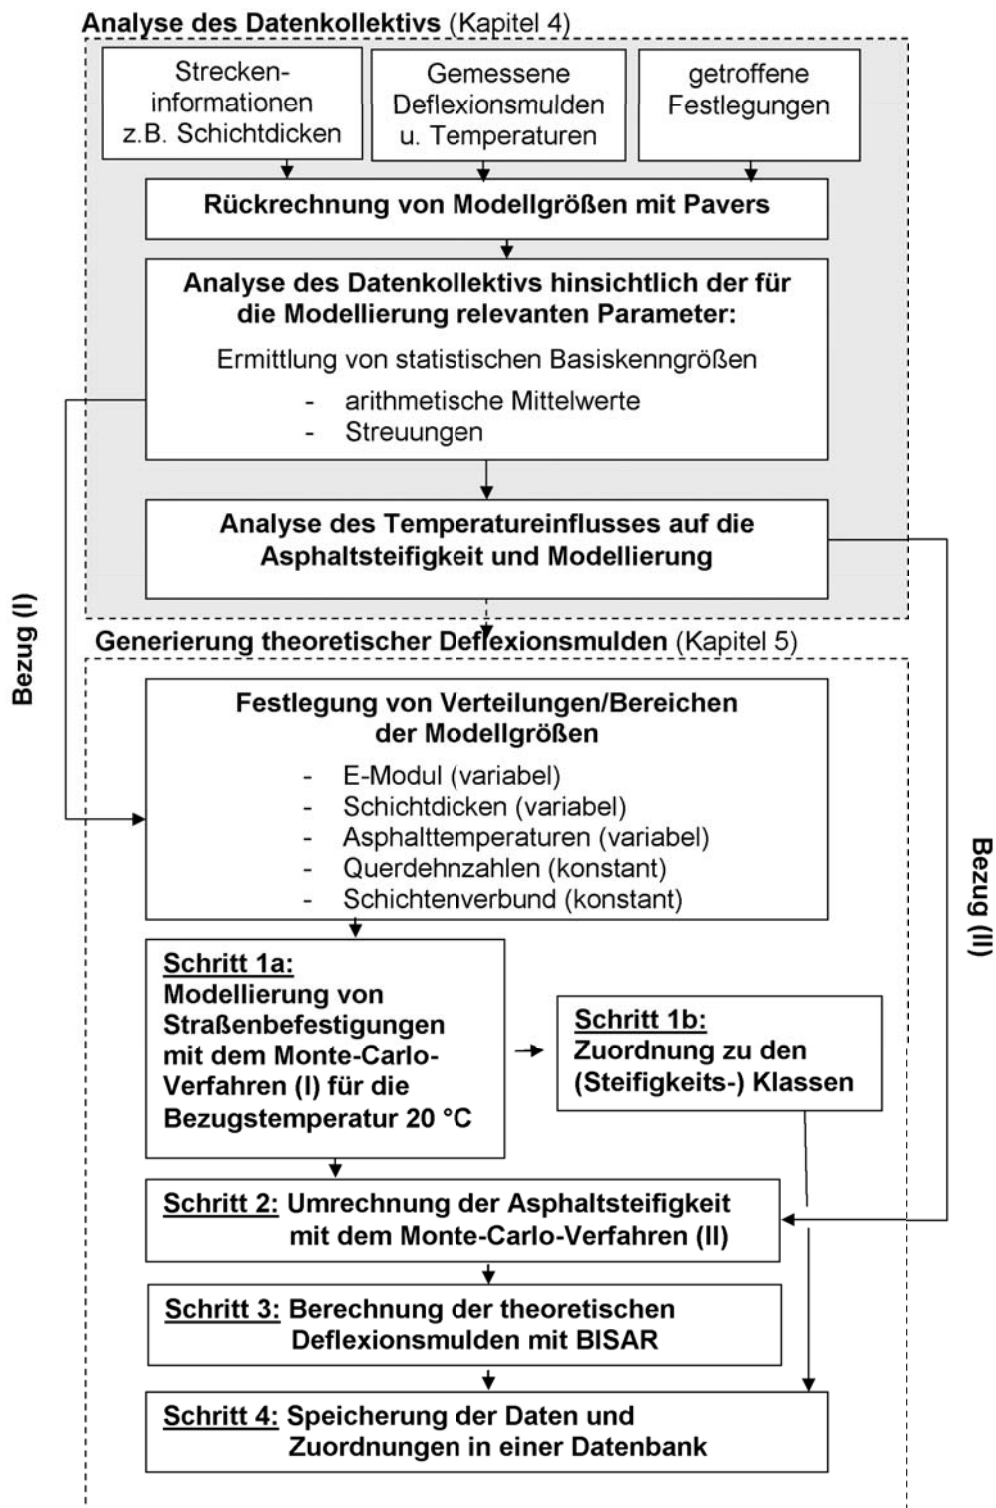 Analyse des Datenkollektivs (Kapitel 4)
Strecken-
informationen
z.B. Schichtdicken
Gemessene
Deflexionsmulden
u. Temperaturen
getroffene
Festlegungen
Rückrechnung von Modellgrößen mit Pavers
Analyse des Datenkollektivs hinsichtlich der für
die Modellierung relevanten Parameter:
Ermittlung von statistischen Basiskenngrößen
- arithmetische Mittelwerte
- Streuungen
Analyse des Temperatureinflusses auf die
Asphaltsteifigkeit und Modellierung
Bezug (I)
Generierung theoretischer Deflexionsmulden (Kapitel 5)
Festlegung von Verteilungen/Bereichen
der Modellgrößen
- E-Modul (variabel)
- Schichtdicken (variabel)
- Asphalttemperaturen (variabel)
- Querdehnzahlen (konstant)
- Schichtenverbund (konstant)
Bezug (II)
Schritt 1a:
Modellierung von
Straßenbefestigungen
mit dem Monte-Carlo-
Verfahren (I) für die
Bezugstemperatur 20 °C
Schritt 1b:
Zuordnung zu den
(Steifigkeits-) Klassen
Schritt 2: Umrechnung der Asphaltsteifigkeit
mit dem Monte-Carlo-Verfahren (II)
Schritt 3: Berechnung der theoretischen
Deflexionsmulden mit BISAR
Schritt 4: Speicherung der Daten und
Zuordnungen in einer Datenbank